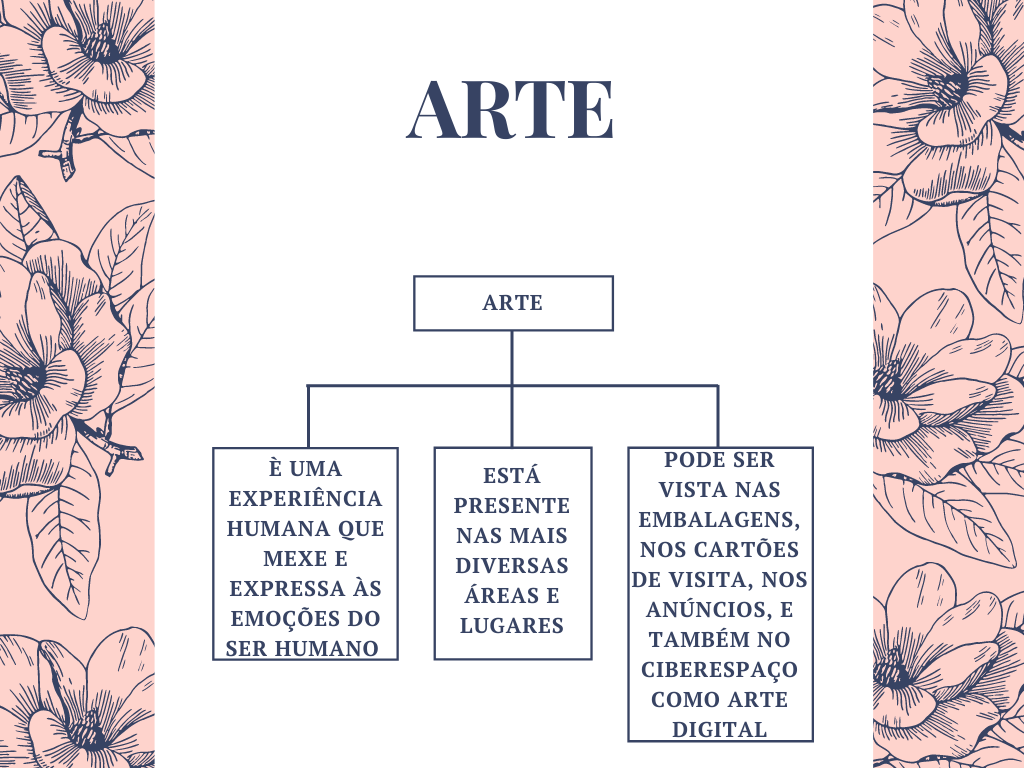 ARTE
ARTE
È UMA
EXPERIÊNCIA
HUMANA QUE
MEXE E
EXPRESSA ÀS
EMOÇÕES DO
SER HUMANO
ESTÁ
PRESENTE
NAS MAIS
DIVERSAS
ÁREAS E
LUGARES
PODE SER
VISTA NAS
EMBALAGENS,
NOS CARTÕES
DE VISITA, NOS
ANÚNCIOS, E
TAMBÉM NO
CIBERESPAÇO
COMO ARTE
DIGITAL